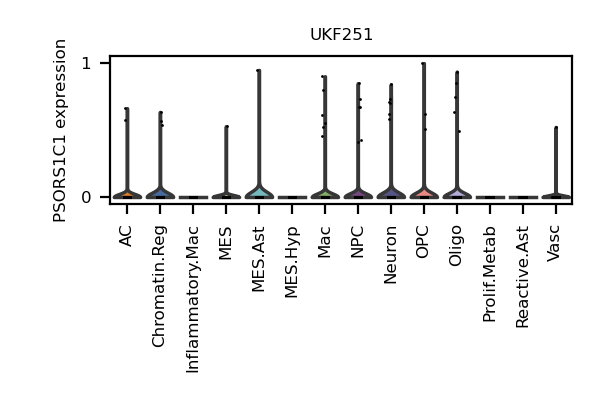 UKF251
PSORS1C1 expression
1
0
AC
Chromatin.Reg
Inflammatory.Mac
MES
MES.Ast
MES.Hyp
Mac
NPC
Neuron
OPC
Oligo
Prolif.Metab
Reactive.Ast
Vasc